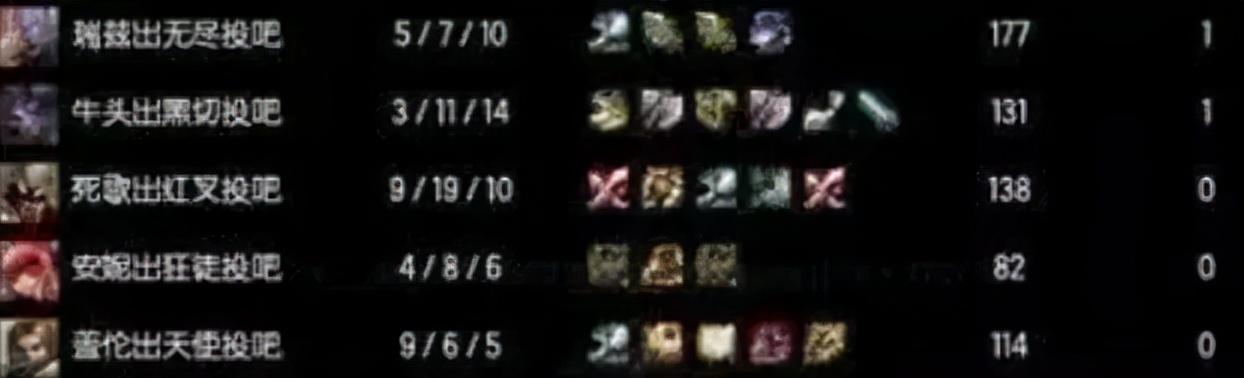 瑞兹出无尽投吧 5/7/10 177 1
牛头出黑切投吧 3/11/14 131 1
死歌出红叉投吧 9/19/10 138 0
安妮出狂徒投吧 4/8/6 82 0
盖伦出天使投吧 9/6/5 114 0